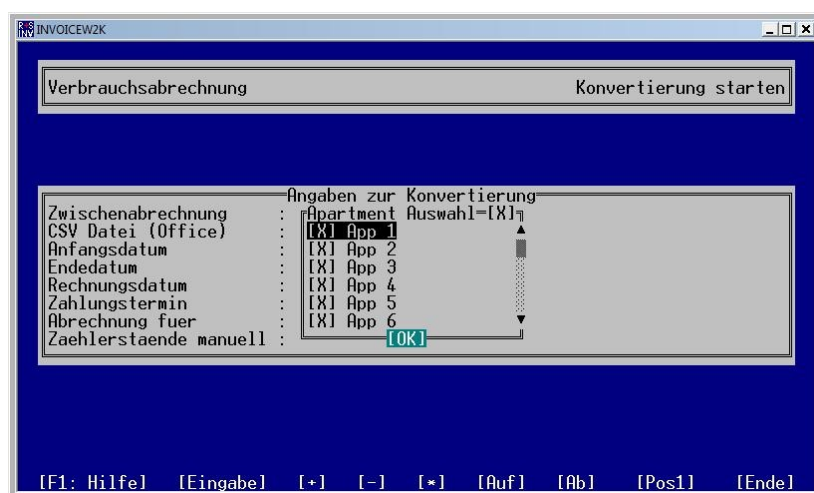 INVOICEW2K
Verbrauchsabrechnung Konvertierung starten
Angaben zur Konvertierung
Zwischenabrechnung : Apartment Auswahl=[X]
CSV Datei (Office) : [X] App 1
Anfangsdatum : [X] App 2
Endedatum : [X] App 3
Rechnungsdatum : [X] App 4
Zahlungstermin : [X] App 5
Abrechnung fuer : [X] App 6
Zaehlerstaende manuell : [OK]
[F1: Hilfe] [Eingabe] [+] [-] [*] [Auf] [Ab] [Pos1] [Ende]